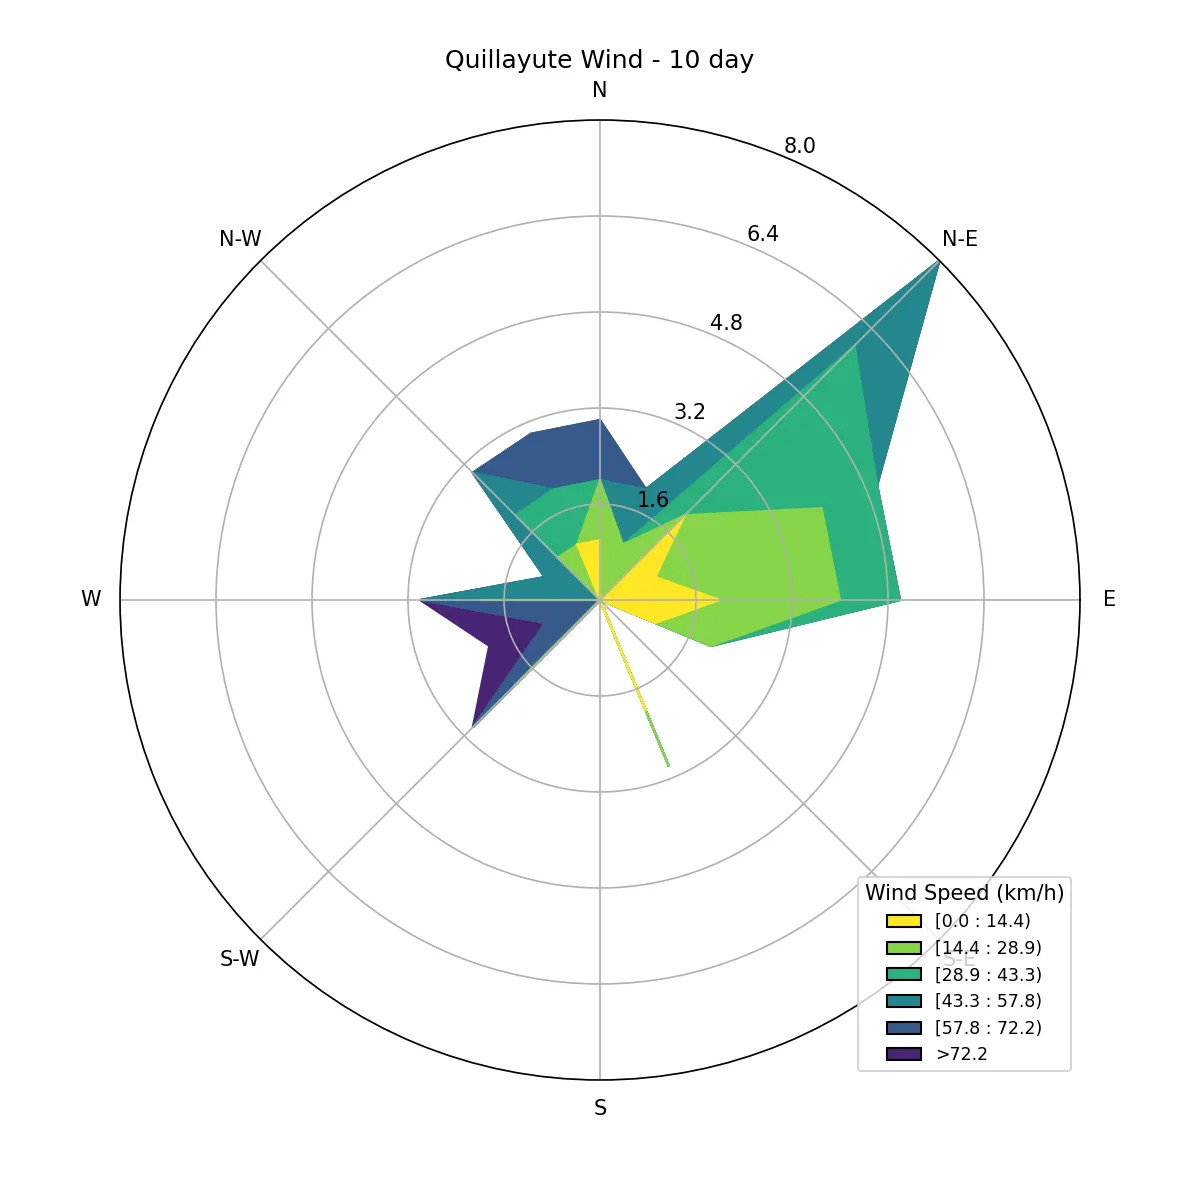 Quillayute Wind - 10 day
N
8.0
6.4
N-W
N-E
4.8
3.2
1.6
W
E
Wind Speed (km/h)
[0.0 : 14.4)
[14.4 : 28.9)
S-W
S-E
[28.9 : 43.3)
[43.3 : 57.8)
[57.8 : 72.2)
>72.2
S